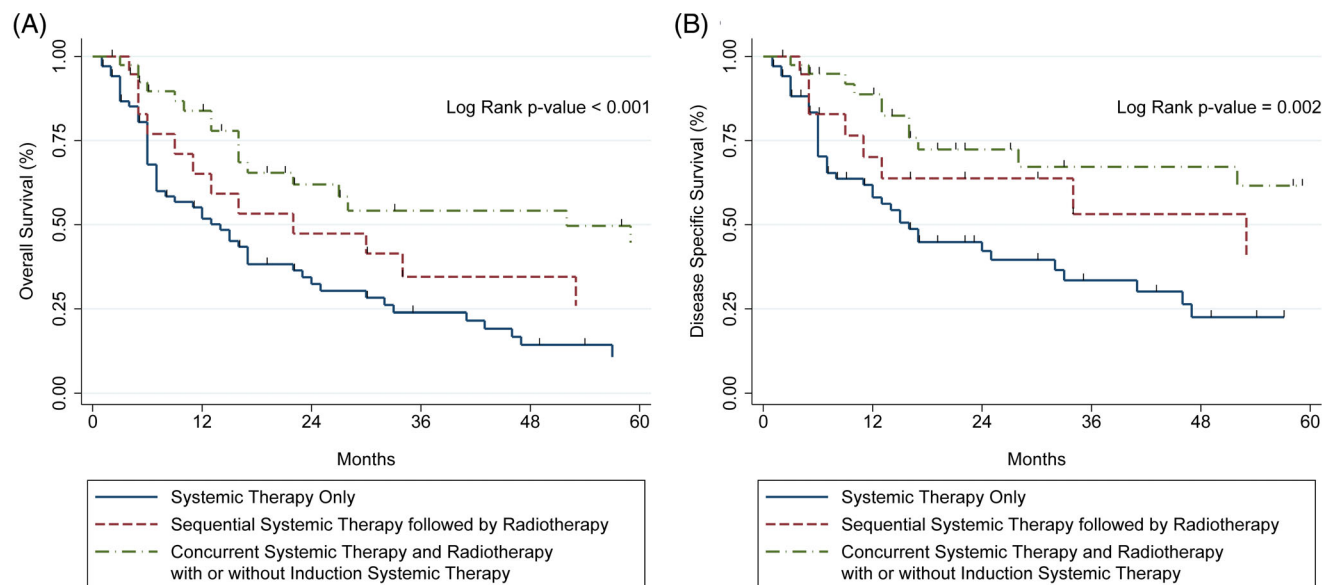 (A)
Overall Survival (%)
1.00
0.75
0.50
0.25
0.00
Log Rank p-value < 0.001
0 12 24 36 48 60
Months
Systemic Therapy Only
Sequential Systemic Therapy followed by Radiotherapy
Concurrent Systemic Therapy and Radiotherapy
with or without Induction Systemic Therapy
(B)
Disease Specific Survival (%)
1.00
0.75
0.50
0.25
0.00
Log Rank p-value = 0.002
0 12 24 36 48 60
Months
Systemic Therapy Only
Sequential Systemic Therapy followed by Radiotherapy
Concurrent Systemic Therapy and Radiotherapy
with or without Induction Systemic Therapy